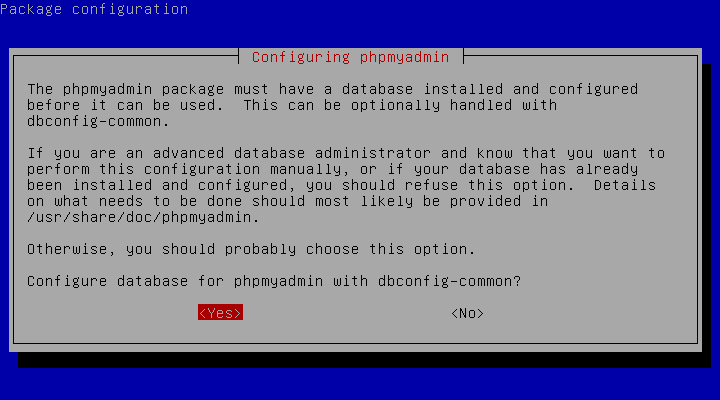 Package configuration
Configuring phpmyadmin
The phpmyadmin package must have a database installed and configured
before it can be used.  This can be optionally handled with
dbconfig-common.
If you are an advanced database administrator and know that you want to
perform this configuration manually, or if your database has already
been installed and configured, you should refuse this option.  Details
on what needs to be done should most likely be provided in
/usr/share/doc/phpmyadmin.
Otherwise, you should probably choose this option.
Configure database for phpmyadmin with dbconfig-common?
<Yes> <No>